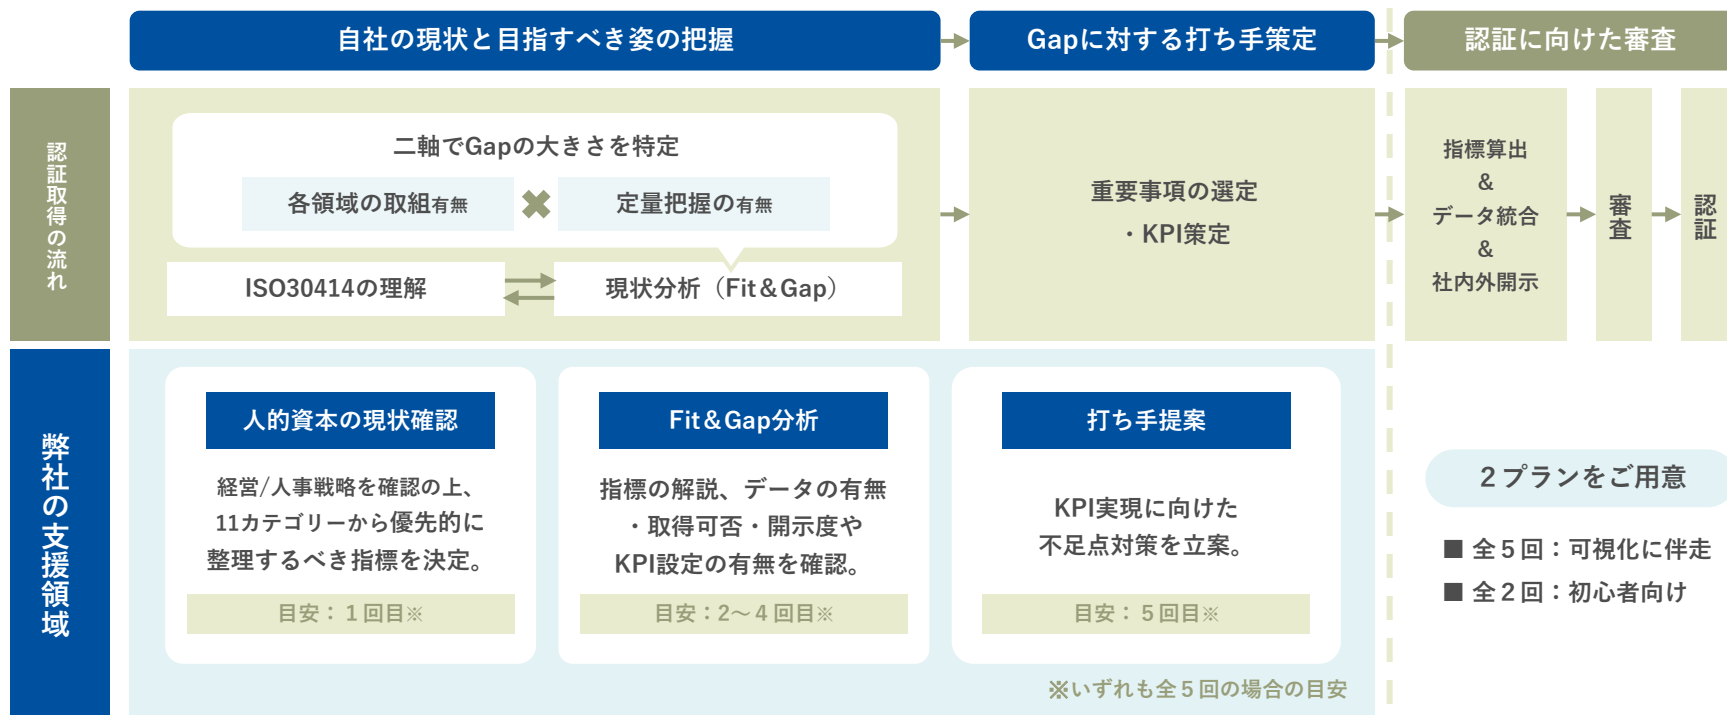 自社の現状と目指すべき姿の把握
Gapに対する打ち手策定
認証に向けた審査
認証取得の流れ
二軸でGapの大きさを特定
各領域の取組有無
定量把握の有無
ISO30414の理解
現状分析（Fit＆Gap）
重要事項の選定
・KPI策定
指標算出
&
データ統合
&
社内外開示
審査
認証
弊社の支援領域
人的資本の現状確認
経営/人事戦略を確認の上、
11カテゴリーから優先的に
整理するべき指標を決定。
目安：１回目※
Fit＆Gap分析
指標の解説、データの有無
・取得可否・開示度や
KPI設定の有無を確認。
目安：2〜４回目※
打ち手提案
KPI実現に向けた
不足点対策を立案。
目安：５回目※
※いずれも全５回の場合の目安
２プランをご用意
■ 全５回：可視化に伴走
■ 全２回：初心者向け